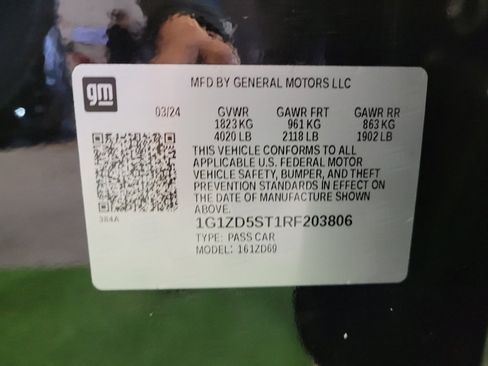 gm
MFD BY GENERAL MOTORS LLC
03/24 GVWR GAWR FRT GAWR RR
1823 KG 961 KG 863 KG
4020 LB 2118 LB 1902 LB
THIS VEHICLE CONFORMS TO ALL
APPLICABLE U.S. FEDERAL MOTOR
VEHICLE SAFETY, BUMPER, AND THEFT
PREVENTION STANDARDS IN EFFECT ON
THE DATE OF MANUFACTURE SHOWN
ABOVE.
384A
1G1ZD5ST1RF203806
TYPE: PASS CAR
MODEL: 161ZD69